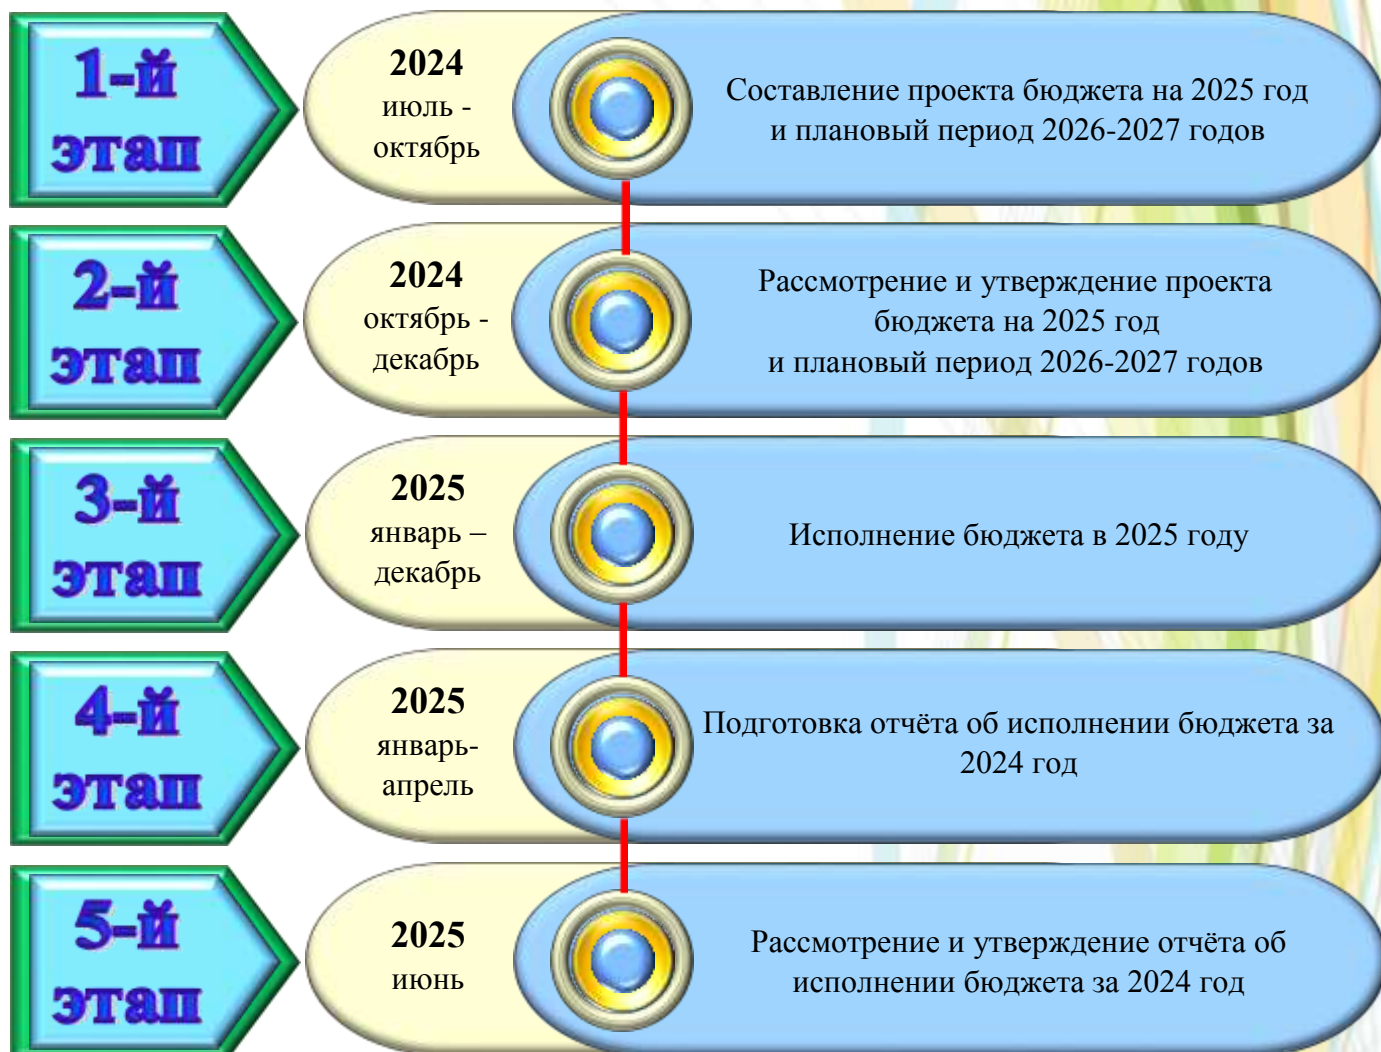 1-й
этап
2024
июль -
октябрь
Составление проекта бюджета на 2025 год
и плановый период 2026-2027 годов
2-й
этап
2024
октябрь -
декабрь
Рассмотрение и утверждение проекта
бюджета на 2025 год
и плановый период 2026-2027 годов
3-й
этап
2025
январь –
декабрь
Исполнение бюджета в 2025 году
4-й
этап
2025
январь-
апрель
Подготовка отчёта об исполнении бюджета за
2024 год
5-й
этап
2025
июнь
Рассмотрение и утверждение отчёта об
исполнении бюджета за 2024 год